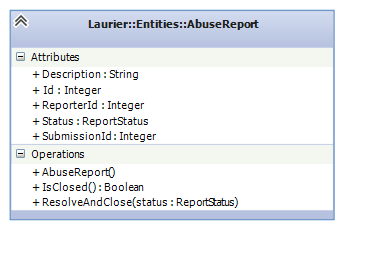 Laurier::Entities::AbuseReport
Attributes
+ Description : String
+ Id : Integer
+ ReporterId : Integer
+ Status : ReportStatus
+ SubmissionId : Integer
Operations
+ AbuseReport()
+ IsClosed() : Boolean
+ ResolveAndClose(status : ReportStatus)